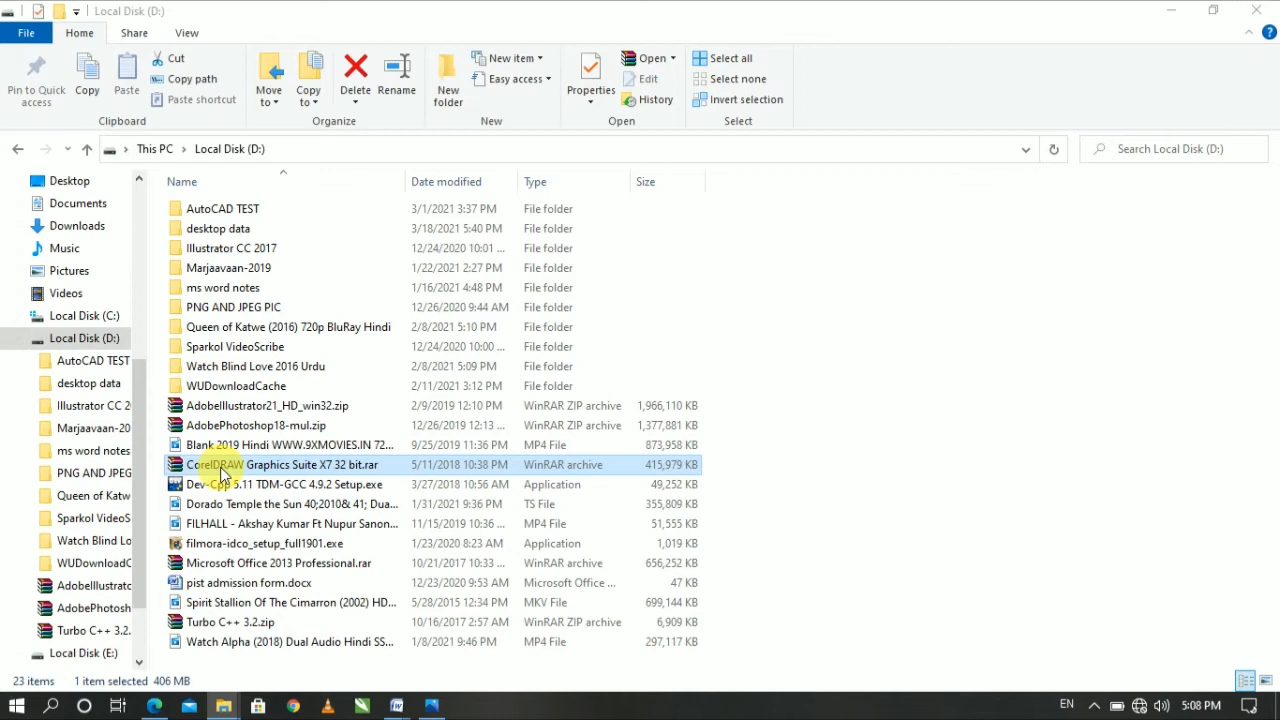 Local Disk (D:)
File Home Share View
Pin to Quick access
Copy
Paste
Cut
Copy path
Paste shortcut
Clipboard
Move to
Copy to
Delete
Rename
Organize
New folder
New item
Easy access
New
Properties
Open
Edit
History
Open
Select all
Select none
Invert selection
Select
This PC Local Disk (D:)
Search Local Disk (D:)
Desktop
Documents
Downloads
Music
Pictures
Videos
Local Disk (C:)
Local Disk (D:)
AutoCAD TEST
desktop data
Illustrator CC 2
Marjaavaan-20
ms word notes
PNG AND JPEG
Queen of Katw
Sparkol VideoS
Watch Blind Lo
WUDownloadC
AdobeIllustrato
AdobePhotosh
Turbo C++ 3.2.
Local Disk (E:)
Name Date modified Type Size
AutoCAD TEST 3/1/2021 3:37 PM File folder
desktop data 3/18/2021 5:40 PM File folder
Illustrator CC 2017 12/24/2020 10:01 ... File folder
Marjaavaan-2019 1/22/2021 2:27 PM File folder
ms word notes 1/16/2021 4:48 PM File folder
PNG AND JPEG PIC 12/26/2020 9:44 AM File folder
Queen of Katwe (2016) 720p BluRay Hindi 2/8/2021 5:10 PM File folder
Sparkol VideoScribe 12/24/2020 10:00 ... File folder
Watch Blind Love 2016 Urdu 2/8/2021 5:09 PM File folder
WUDownloadCache 2/11/2021 3:12 PM File folder
AdobeIllustrator21_HD_win32.zip 2/9/2019 12:10 PM WinRAR ZIP archive 1,966,110 KB
AdobePhotoshop18-mul.zip 12/26/2019 12:13 ... WinRAR ZIP archive 1,377,881 KB
Blank 2019 Hindi WWW.9XMOVIES.IN 72... 9/25/2019 11:36 PM MP4 File 873,958 KB
CorelDRAW Graphics Suite X7 32 bit.rar 5/11/2018 10:38 PM WinRAR archive 415,979 KB
Dev-Cpp 5.11 TDM-GCC 4.9.2 Setup.exe 3/27/2018 10:56 AM Application 49,252 KB
Dorado Temple the Sun 40;2010& 41; Dua... 1/31/2021 9:36 PM TS File 355,809 KB
FILHALL - Akshay Kumar Ft Nupur Sanon... 11/15/2019 10:36 ... MP4 File 51,555 KB
filmora-idco_setup_full1901.exe 1/23/2020 8:23 AM Application 1,019 KB
Microsoft Office 2013 Professional.rar 10/21/2017 10:33 ... WinRAR archive 656,252 KB
pist admission form.docx 12/23/2020 9:53 AM Microsoft Office ... 47 KB
Spirit Stallion Of The Cimarron (2002) HD... 5/28/2015 12:34 PM MKV File 699,144 KB
Turbo C++ 3.2.zip 10/16/2017 2:57 AM WinRAR ZIP archive 6,909 KB
Watch Alpha (2018) Dual Audio Hindi SS... 1/8/2021 9:46 PM MP4 File 297,117 KB
23 items 1 item selected 406 MB
EN 5:08 PM